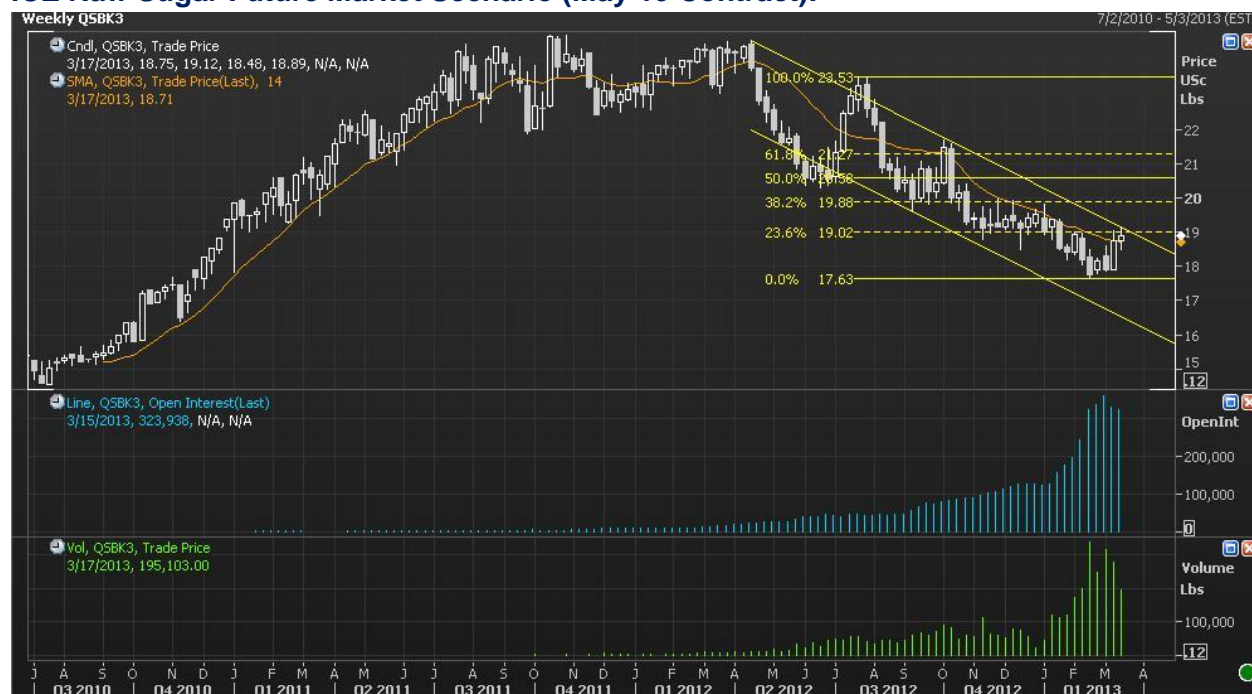 Weekly QSBK3
7/2/2010 - 5/3/2013 (EST
Cndl, QSBK3, Trade Price
3/17/2013, 18.75, 19.12, 18.48, 18.89, N/A, N/A
SMA, QSBK3, Trade Price(Last), 14
3/17/2013, 18.71
Price
USc
Lbs
100.0% 23.53
61.8% 21.27
50.0% 20.58
38.2% 19.88
23.6% 19.02
0.0% 17.63
22
21
20
19
18
17
16
15
.12
Line, QSBK3, Open Interest(Last)
3/15/2013, 323,938, N/A, N/A
OpenInt
200,000
100,000
0
Vol, QSBK3, Trade Price
3/17/2013, 195,103.00
Volume
Lbs
100,000
.12
J A S O N D J F M A M J J A S O N D J F M A M J J A S O N D J F M A
Q3 2010 Q4 2010 Q1 2011 Q2 2011 Q3 2011 Q4 2011 Q1 2012 Q2 2012 Q3 2012 Q4 2012 Q1 2013